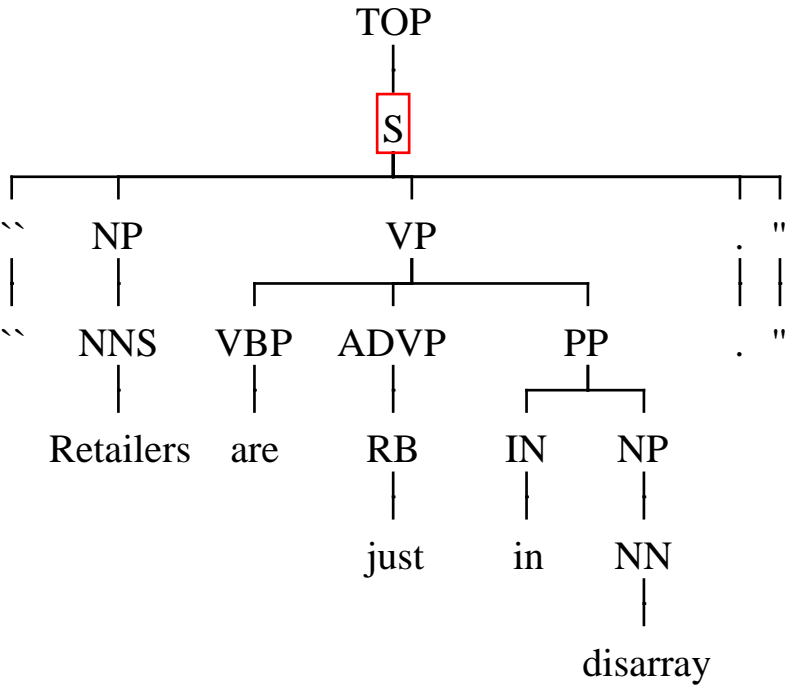 TOP
S
`` NP VP . "
`` NNS VBP ADVP PP . "
Retailers are RB IN NP
just in NN
disarray